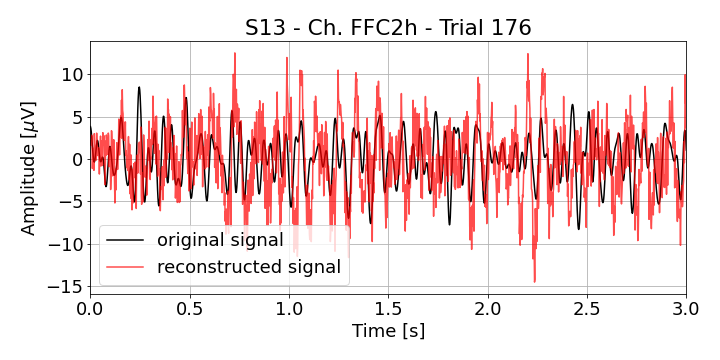 S13 - Ch. FFC2h - Trial 176
Amplitude [μV]
10
5
0
−5
−10
−15
original signal
reconstructed signal
0.0 0.5 1.0 1.5 2.0 2.5 3.0
Time [s]